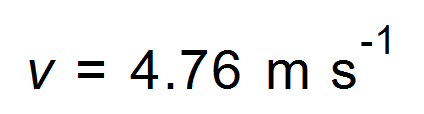 v = 4.76 m s⁻¹